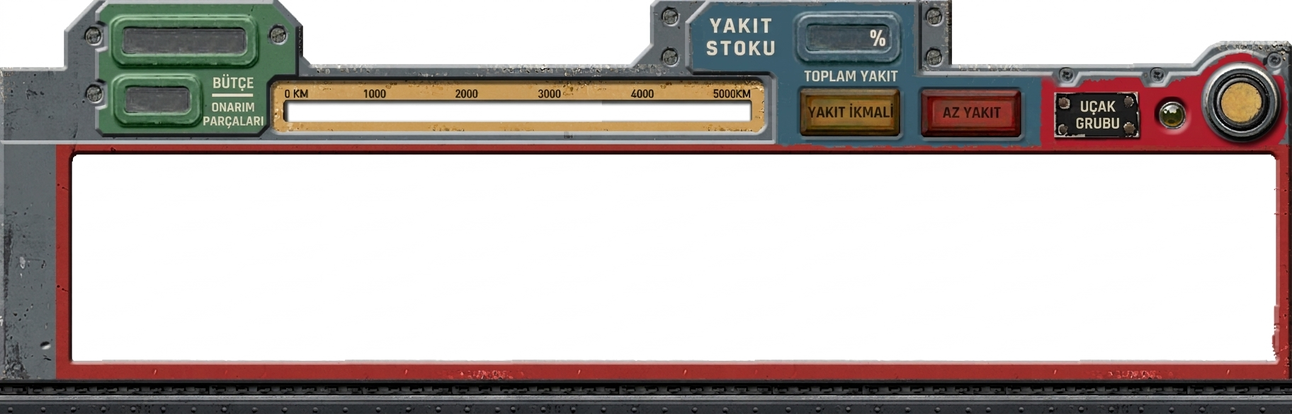 BÜTÇE
ONARIM
PARÇALARI
0 KM 1000 2000 3000 4000 5000KM
YAKIT
STOKU
%
TOPLAM YAKIT
YAKIT İKMALİ
AZ YAKIT
UÇAK
GRUBU